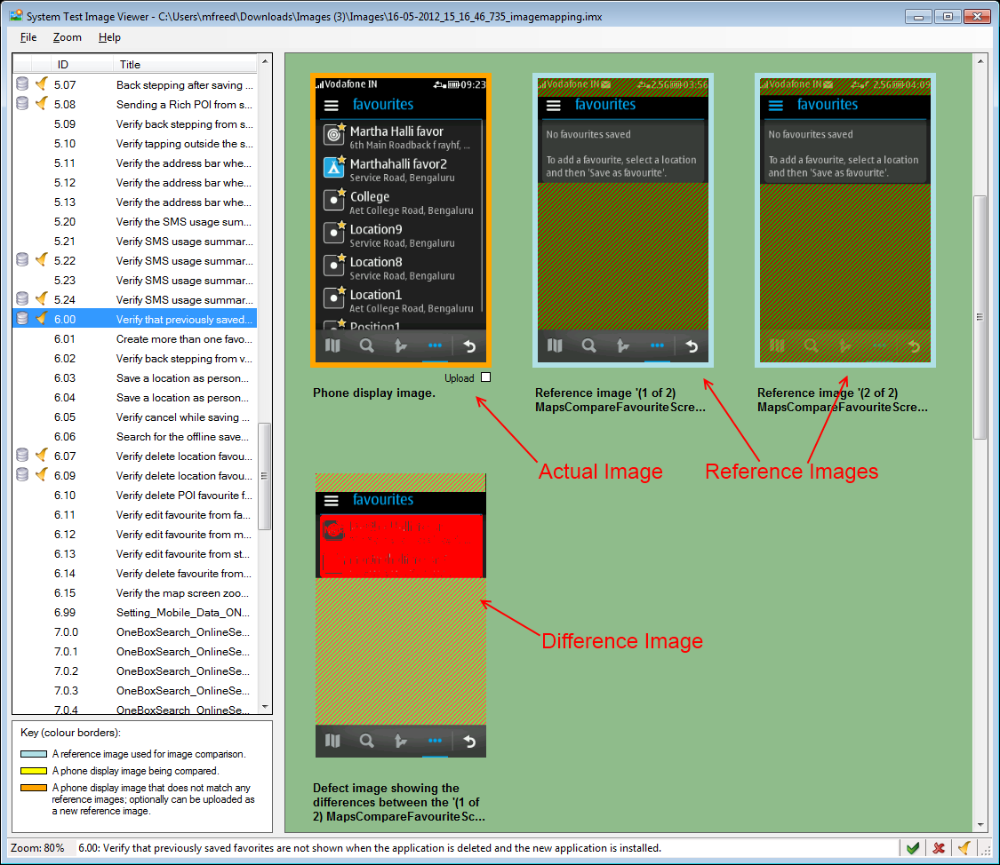 System Test Image Viewer - C:\Users\mfreed\Downloads\Images (3)\Images\16-05-2012_15_16_46_735_imagemapping.imx
File Zoom Help
ID Title
5.07 Back stepping after saving ...
5.08 Sending a Rich POI from s...
5.09 Verify back stepping from s...
5.10 Verify tapping outside the s...
5.11 Verify the address bar whe...
5.12 Verify the address bar whe...
5.13 Verify the address bar whe...
5.20 Verify the SMS usage sum...
5.21 Verify SMS usage summar...
5.22 Verify SMS usage summar...
5.23 Verify SMS usage summar...
5.24 Verify SMS usage summar...
6.00 Verify that previously saved...
6.01 Create more than one favo...
6.02 Verify back stepping from v...
6.03 Save a location as person...
6.04 Save a location as person...
6.05 Verify cancel while saving ...
6.06 Search for the offline save...
6.07 Verify delete location favou...
6.09 Verify delete location favou...
6.10 Verify delete POI favourite f...
6.11 Verify edit favourite from fa...
6.12 Verify edit favourite from m...
6.13 Verify edit favourite from st...
6.14 Verify delete favourite from...
6.15 Verify the map screen zoo...
6.99 Setting_Mobile_Data_ON...
7.0.0 OneBoxSearch_OnlineSe...
7.0.1 OneBoxSearch_OnlineSe...
7.0.2 OneBoxSearch_OnlineSe...
7.0.3 OneBoxSearch_OnlineSe...
7.0.4 OneBoxSearch_OnlineSe...
Key (colour borders):
A reference image used for image comparison.
A phone display image being compared.
A phone display image that does not match any
reference images; optionally can be uploaded as
a new reference image.
Vodafone IN 09:23
favourites
Martha Halli favor
6th Main Roadback f rayhf, ...
Marthahalli favor2
Service Road, Bengaluru
College
Aet College Road, Bengaluru
Location9
Service Road, Bengaluru
Location8
Service Road, Bengaluru
Location1
Aet College Road, Bengaluru
Position1
Upload
Phone display image.
Vodafone IN 2.5G 03:56
favourites
No favourites saved
To add a favourite, select a location
and then 'Save as favourite'.
Reference image '(1 of 2)
MapsCompareFavouriteScre...
Vodafone IN 2.5G 04:09
favourites
No favourites saved
To add a favourite, select a location
and then 'Save as favourite'.
Reference image '(2 of 2)
MapsCompareFavouriteScre...
Actual Image
Reference Images
favourites
Difference Image
Defect image showing the
differences between the '(1 of
2) MapsCompareFavouriteSc...
Zoom: 80% 6.00: Verify that previously saved favorites are not shown when the application is deleted and the new application is installed.